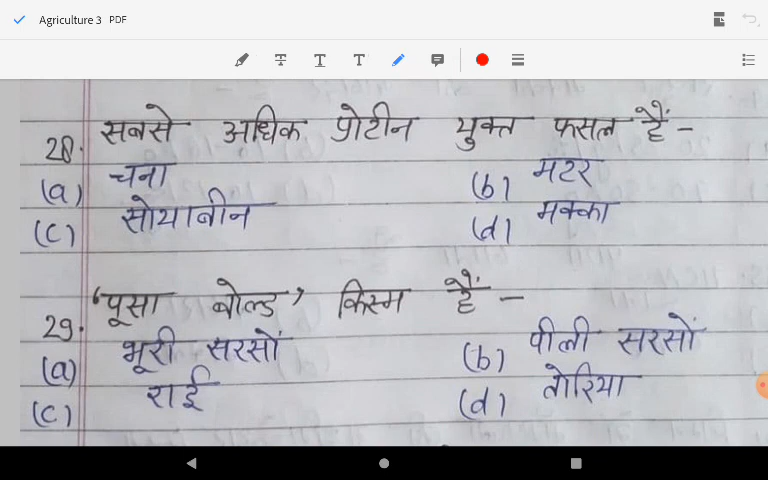 Agriculture 3 PDF
28. सबसे अधिक प्रोटीन युक्त फसल हैं -
(a) चना (b) मटर
(c) सोयाबीन (d) मक्का
29. 'पूसा बोल्ड' किस्म हैं -
(a) भूरी सरसों (b) पीली सरसों
(c) राई (d) तोरिया